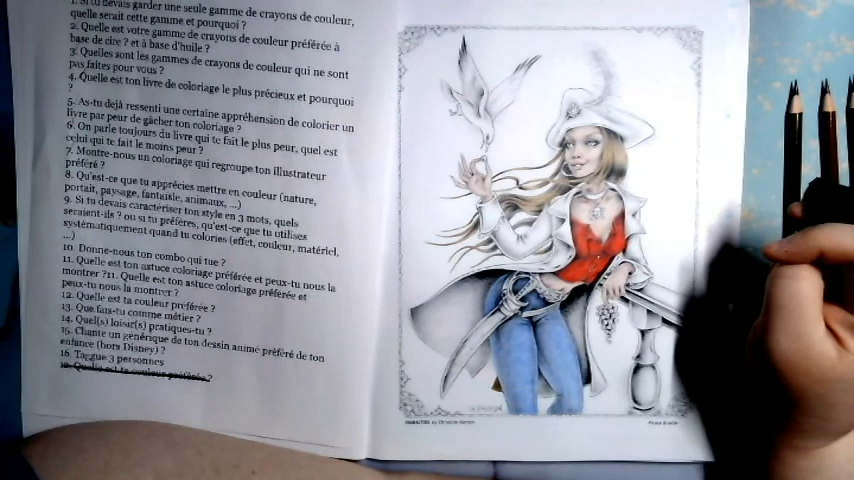 1. Si tu devais garder une seule gamme de crayons de couleur,
quelle serait cette gamme et pourquoi ?
2. Quelle est votre gamme de crayons de couleur préférée à
base de cire ? et à base d'huile ?
3. Quelles sont les gammes de crayons de couleur qui ne sont
pas faites pour vous ?
4. Quelle est ton livre de coloriage le plus précieux et pourquoi
?
5. As-tu dejà ressenti une certaine appréhension de colorier un
livre par peur de gâcher ton coloriage ?
6. On parle toujours du livre qui te fait le plus peur, quel est
celui qui te fait le moins peur ?
7. Montre-nous un coloriage qui regroupe ton illustrateur
préféré ?
8. Qu'est-ce que tu apprécies mettre en couleur (nature,
portait, paysage, fantaisie, animaux, ...)
9. Si tu devais caractériser ton style en 3 mots, quels
seraient-ils ? ou si tu préfères, qu'est-ce que tu utilises
systématiquement quand tu colories (effet, couleur, matériel,
...)
10. Donne-nous ton combo qui tue ?
11. Quelle est ton astuce coloriage préférée et peux-tu nous la
montrer ?11. Quelle est ton astuce coloriage préférée et
peux-tu nous la montrer ?
12. Quelle est ta couleur préférée ?
13. Que fais-tu comme métier ?
14. Quel(s) loisir(s) pratiques-tu ?
15. Chante un générique de ton dessin animé préféré de ton
enfance (hors Disney) ?
16. Taggue 3 personnes
Quelle est ta couleur préférée ?
CHARACTERS by Christine Karron